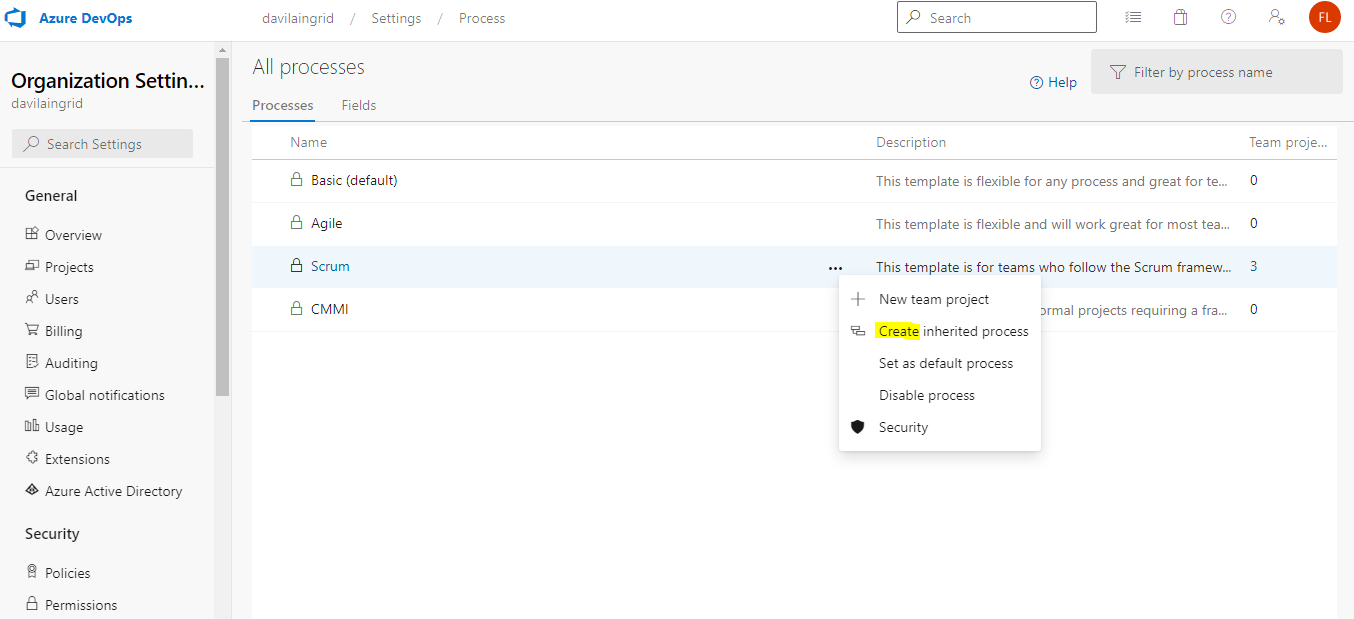 Azure DevOps
davilaingrid / Settings / Process
Search
FL
Organization Settin...
davilaingrid
Search Settings
General
Overview
Projects
Users
Billing
Auditing
Global notifications
Usage
Extensions
Azure Active Directory
Security
Policies
Permissions
All processes
Help
Filter by process name
Processes Fields
Name Description Team proje...
Basic (default) This template is flexible for any process and great for te... 0
Agile This template is flexible and will work great for most tea... 0
Scrum ... This template is for teams who follow the Scrum framew... 3
CMMI ormal projects requiring a fra... 0
New team project
Create inherited process
Set as default process
Disable process
Security